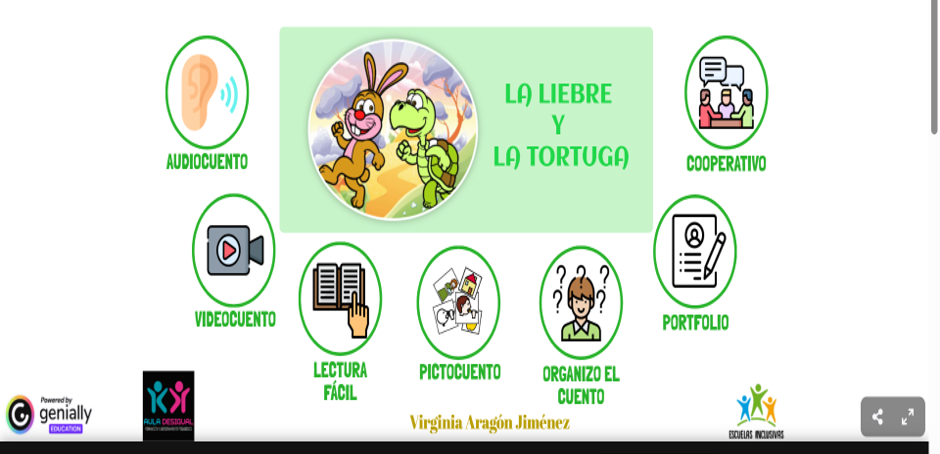 LA LIEBRE
Y
LA TORTUGA
AUDIOCUENTO
COOPERATIVO
VIDEOCUENTO
PORTFOLIO
LECTURA
FÁCIL
PICTOCUENTO
ORGANIZO EL
CUENTO
Powered by
genially
EDUCATION
AULA DESIGUAL
Virginia Aragón Jiménez
ESCUELAS INCLUSIVAS